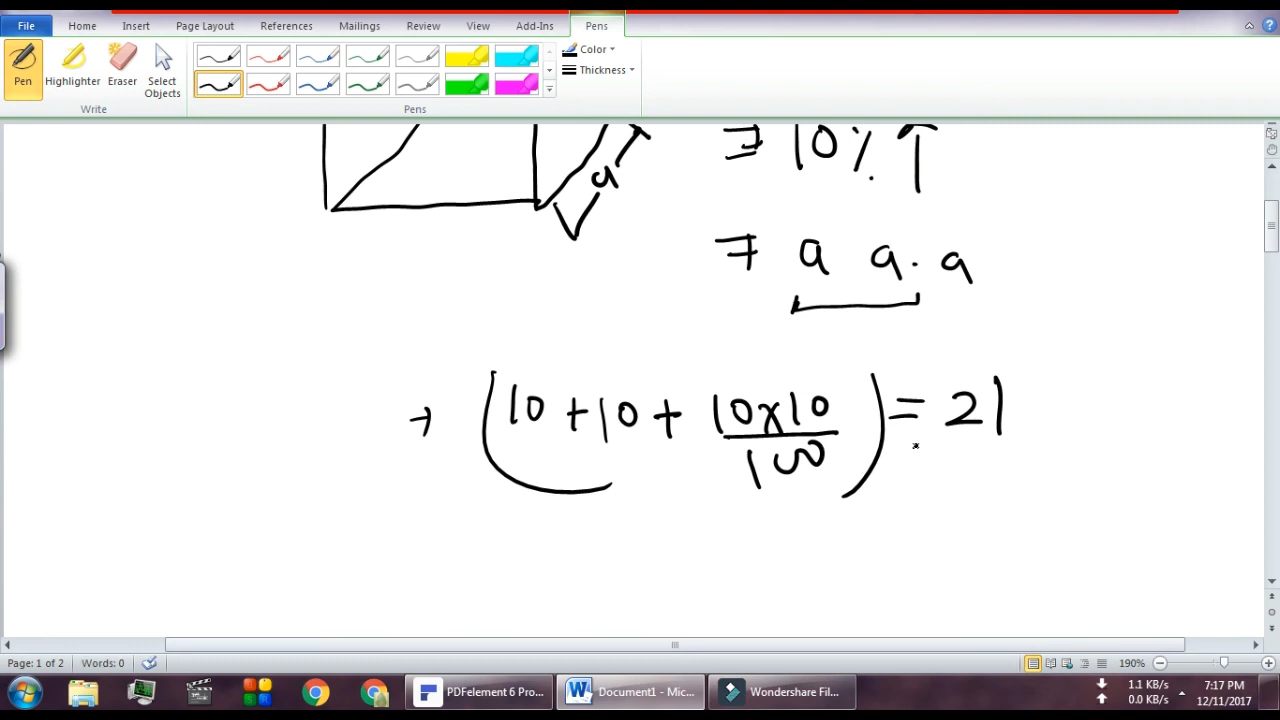 File Home Insert Page Layout References Mailings Review View Add-Ins Pens
Pen Highlighter Eraser Select Objects Color Thickness
Write Pens
10% ↑
a
a a . a
→ (10 + 10 + 10x10/100) = 21
Page: 1 of 2 Words: 0 190%
PDFelement 6 Pro... Document1 - Mic... Wondershare Fil... 1.1 KB/s 0.0 KB/s 7:17 PM 12/11/2017